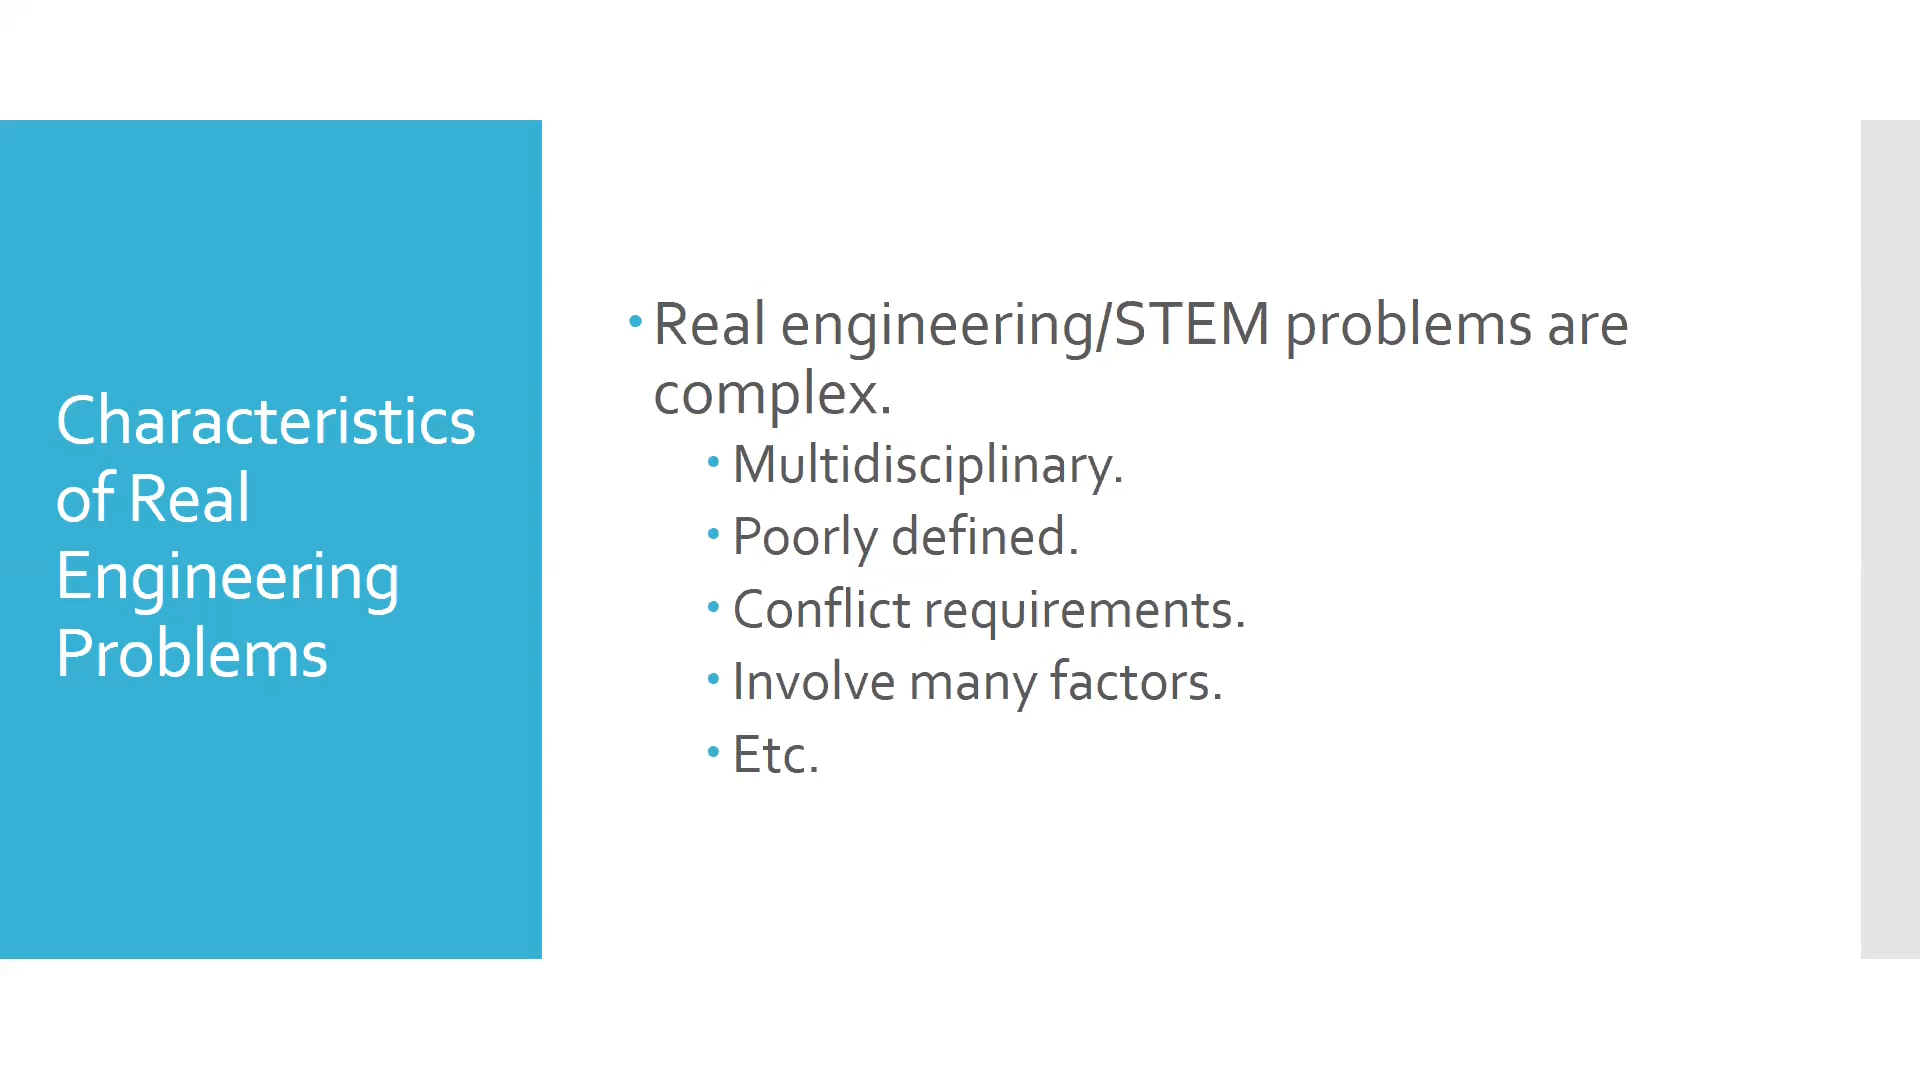 Characteristics
of Real
Engineering
Problems
• Real engineering/STEM problems are
complex.
• Multidisciplinary.
• Poorly defined.
• Conflict requirements.
• Involve many factors.
• Etc.